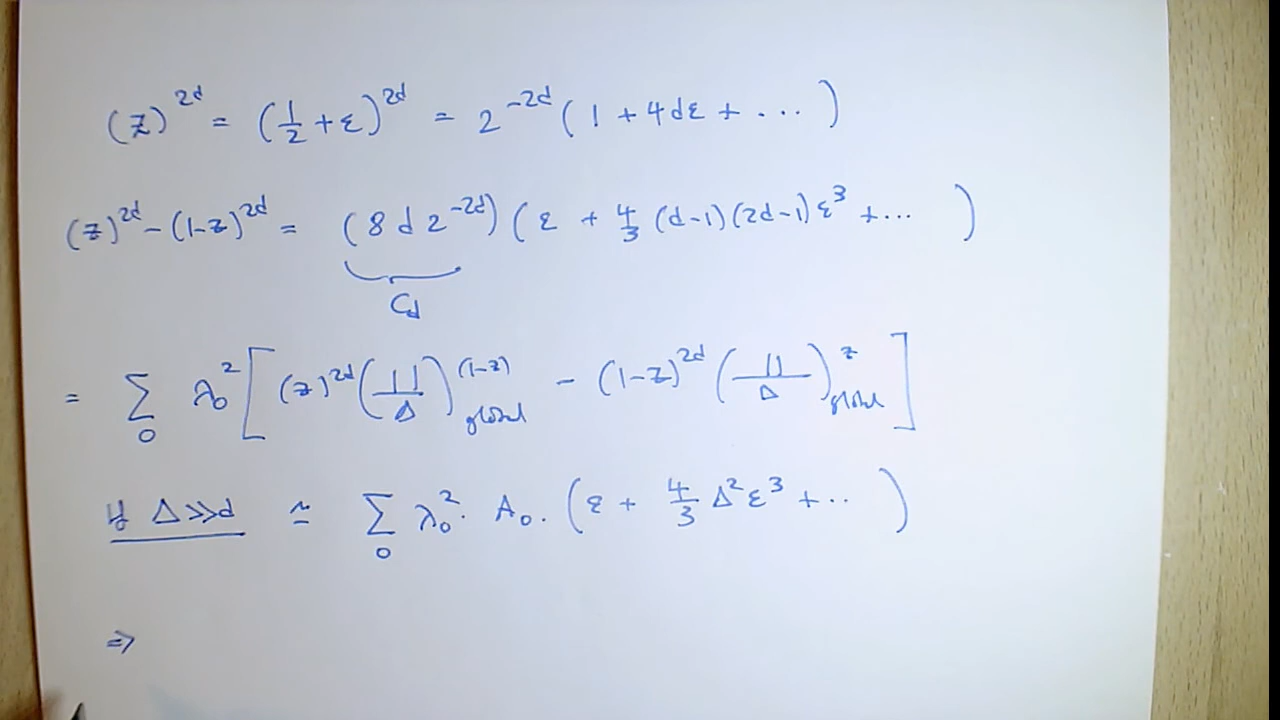 (z)^{2d} = (1/2 + ε)^{2d} = 2^{-2d} (1 + 4dε + ... )
(z)^{2d} - (1-z)^{2d} = (8 d 2^{-2d}) (ε + 4/3 (d-1)(2d-1) ε^3 + ... )
C_d
= Σ_O λ_O^2 [ (z)^{2d} ( /Δ )^{(1-z)}_{global} - (1-z)^{2d} ( /Δ )^{z}_{global} ]
if Δ >> d ≃ Σ_O λ_O^2 . A_O . (ε + 4/3 Δ^2 ε^3 + ... )
⇒